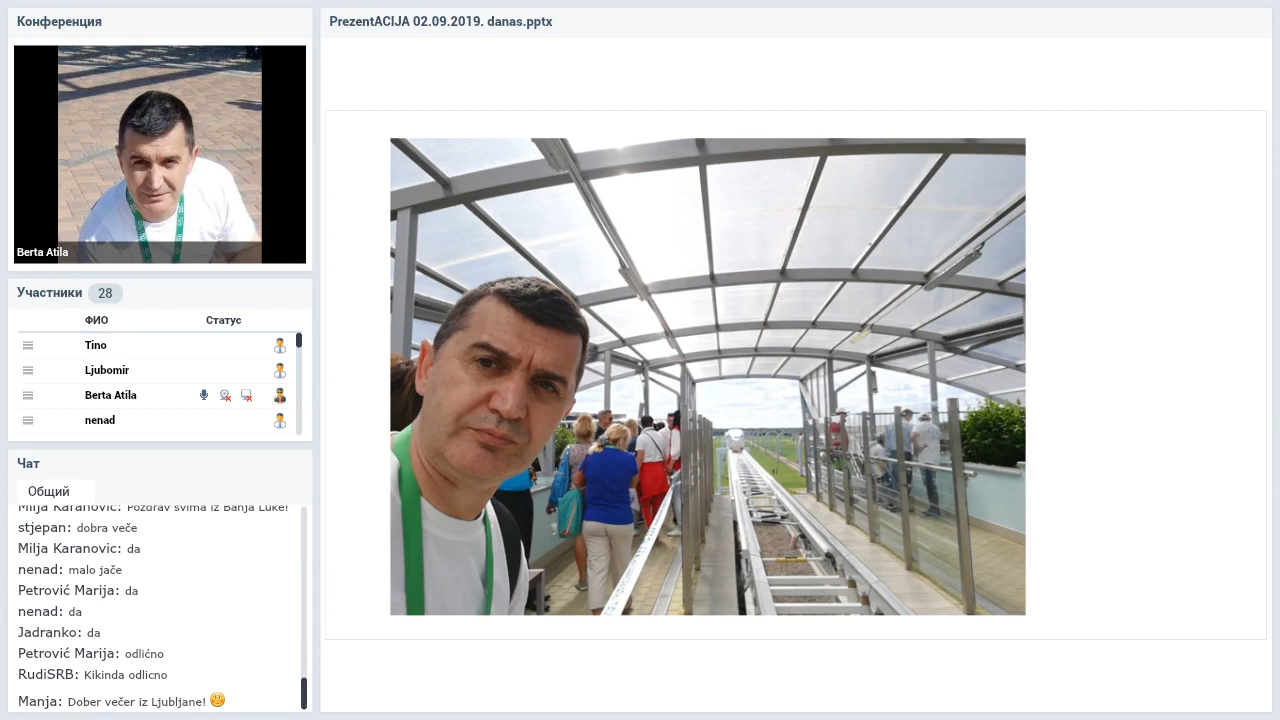 Конференция
Berta Atila
Участники 28
ФИО Статус
Tino
Ljubomir
Berta Atila
nenad
Чат
Общий
Milja Karanovic: Pozdrav svima iz Banja Luke!
stjepan: dobra veče
Milja Karanovic: da
nenad: malo jače
Petrović Marija: da
nenad: da
Jadranko: da
Petrović Marija: odlićno
RudiSRB: Kikinda odlicno
Manja: Dober večer iz Ljubljane!
PrezentACIJA 02.09.2019. danas.pptx